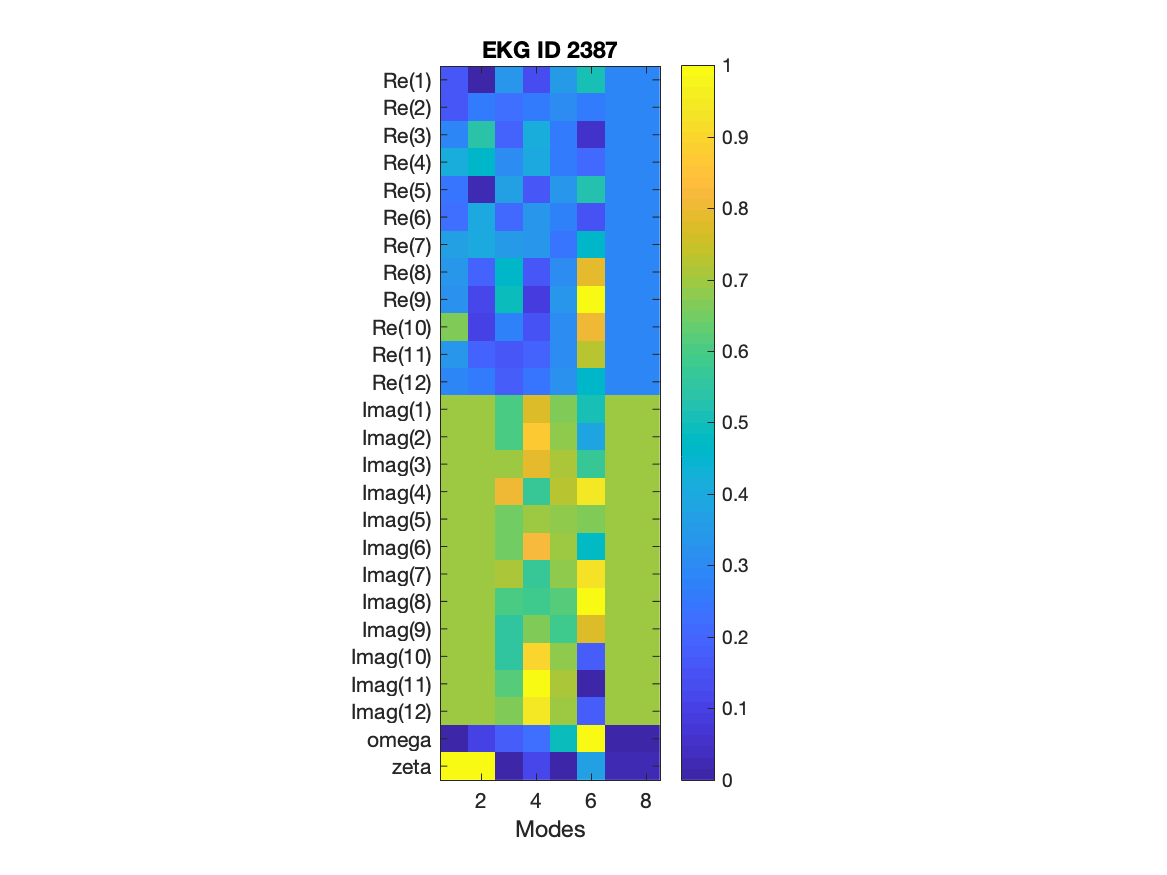 EKG ID 2387
Re(1)
Re(2)
Re(3)
Re(4)
Re(5)
Re(6)
Re(7)
Re(8)
Re(9)
Re(10)
Re(11)
Re(12)
Imag(1)
Imag(2)
Imag(3)
Imag(4)
Imag(5)
Imag(6)
Imag(7)
Imag(8)
Imag(9)
Imag(10)
Imag(11)
Imag(12)
omega
zeta
2 4 6 8
Modes
1
0.9
0.8
0.7
0.6
0.5
0.4
0.3
0.2
0.1
0